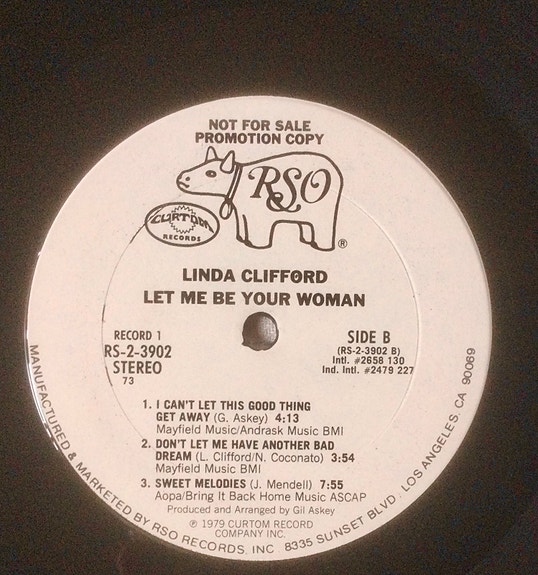 NOT FOR SALE
PROMOTION COPY
RSO
CURTOM
RECORDS
®
LINDA CLIFFORD
LET ME BE YOUR WOMAN
RECORD 1
RS-2-3902
STEREO
73
SIDE B
(RS-2-3902 B)
Intl. #2658 130
Ind. Intl. #2479 227
1. I CAN'T LET THIS GOOD THING
GET AWAY (G. Askey) 4:13
Mayfield Music/Andrask Music BMI
2. DON'T LET ME HAVE ANOTHER BAD
DREAM (L. Clifford/N. Coconato) 3:54
Mayfield Music BMI
3. SWEET MELODIES (J. Mendell) 7:55
Aopa/Bring It Back Home Music ASCAP
Produced and Arranged by Gil Askey
℗ 1979 CURTOM RECORD
COMPANY INC.
MANUFACTURED & MARKETED BY RSO RECORDS, INC 8335 SUNSET BLVD. LOS ANGELES, CA 90069